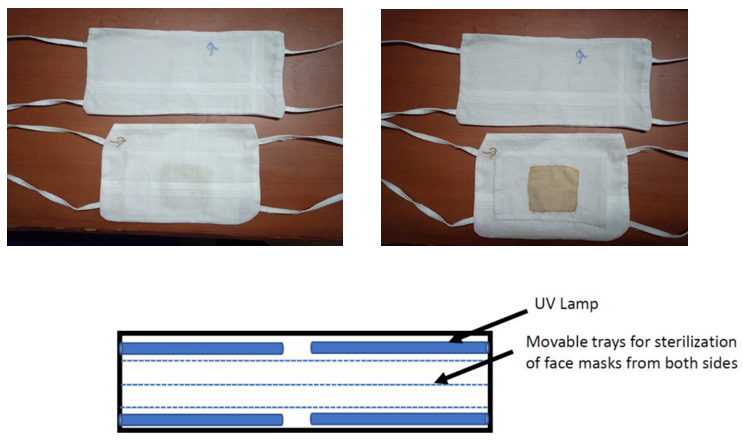 UV Lamp
Movable trays for sterilization
of face masks from both sides